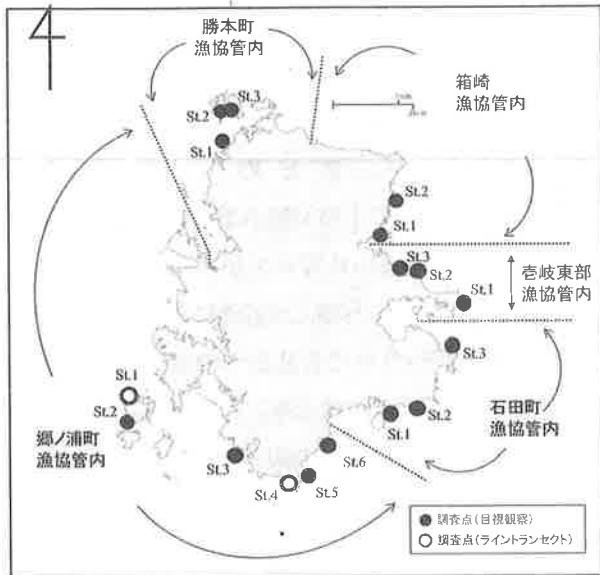 勝本町
漁協管内
箱崎
漁協管内
St.3
St.2
St.1
St.2
St.1
St.3
St.2
St.1
壱岐東部
漁協管内
St.3
St.1
St.2
郷ノ浦町
漁協管内
St.1
St.2
石田町
漁協管内
St.3
St.6
St.4
St.5
調査点(目視観察)
調査点(ライントランセクト)